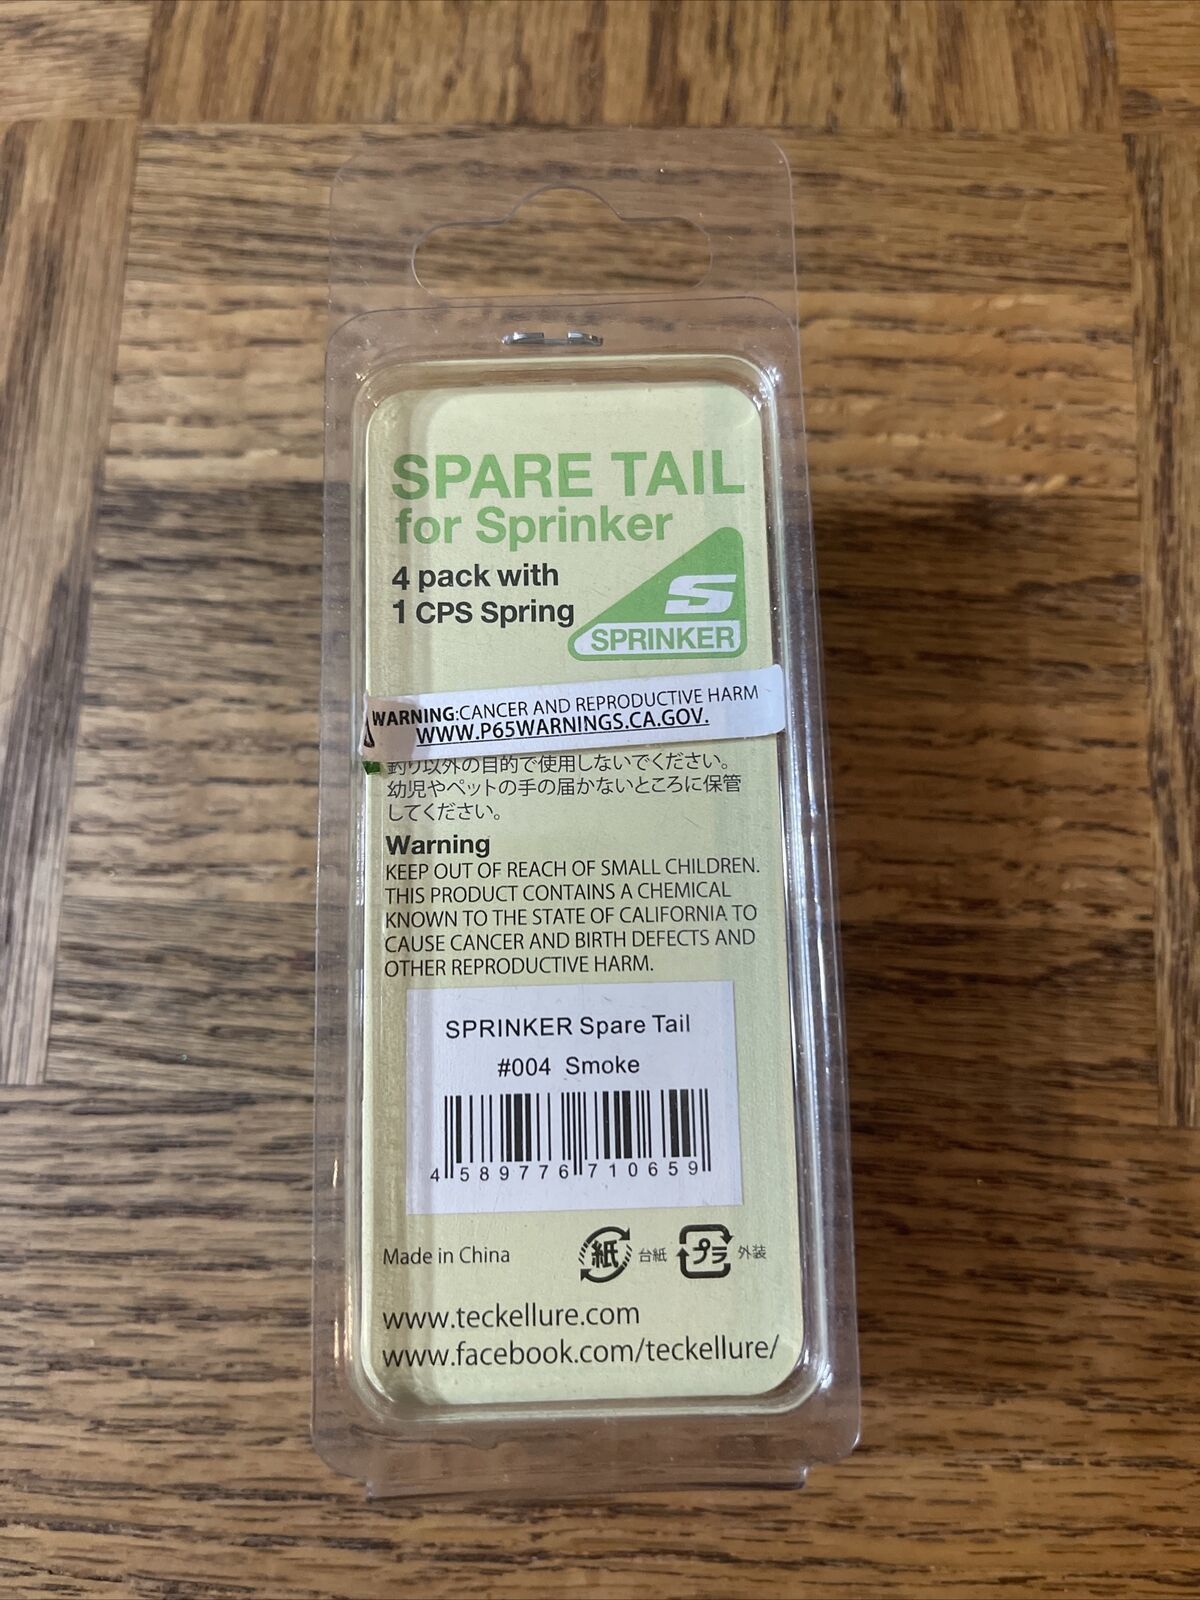 SPARE TAIL
for Sprinker
4 pack with
1 CPS Spring
S
SPRINKER
WARNING:CANCER AND REPRODUCTIVE HARM
WWW.P65WARNINGS.CA.GOV.
釣り以外の目的で使用しないでください。
幼児やペットの手の届かないところに保管
してください。
Warning
KEEP OUT OF REACH OF SMALL CHILDREN.
THIS PRODUCT CONTAINS A CHEMICAL
KNOWN TO THE STATE OF CALIFORNIA TO
CAUSE CANCER AND BIRTH DEFECTS AND
OTHER REPRODUCTIVE HARM.
SPRINKER Spare Tail
#004 Smoke
4 589776 710659
Made in China 紙 台紙 プラ 外装
www.teckellure.com
www.facebook.com/teckellure/